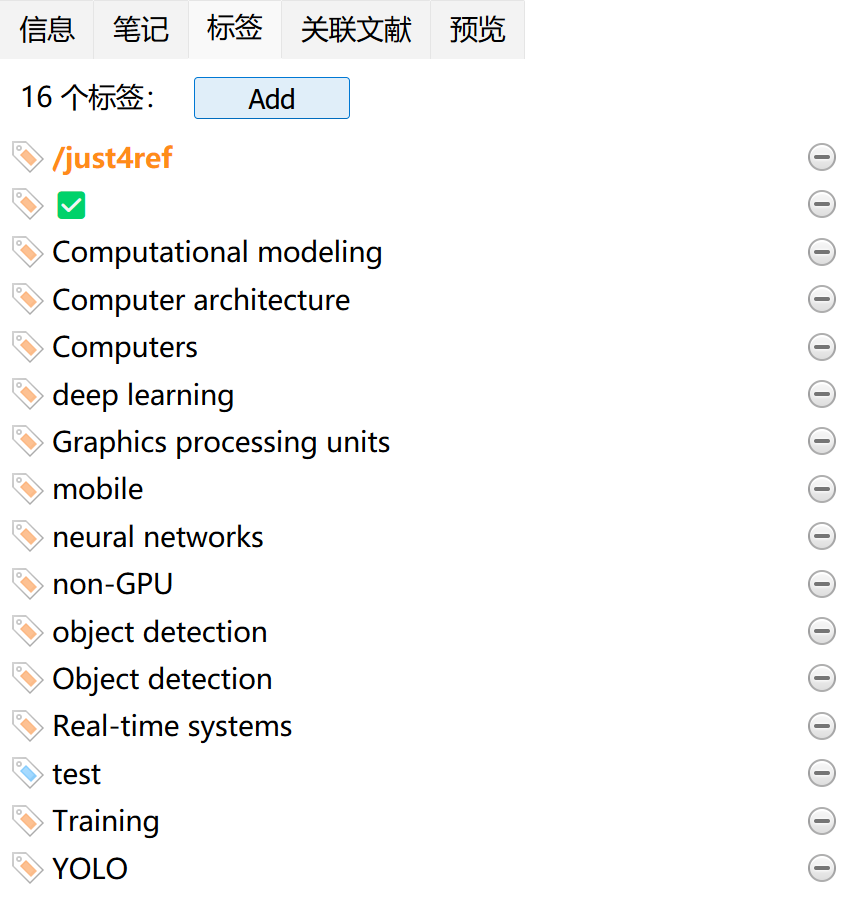 信息 笔记 标签 关联文献 预览
16 个标签： Add
/just4ref
✅
Computational modeling
Computer architecture
Computers
deep learning
Graphics processing units
mobile
neural networks
non-GPU
object detection
Object detection
Real-time systems
test
Training
YOLO